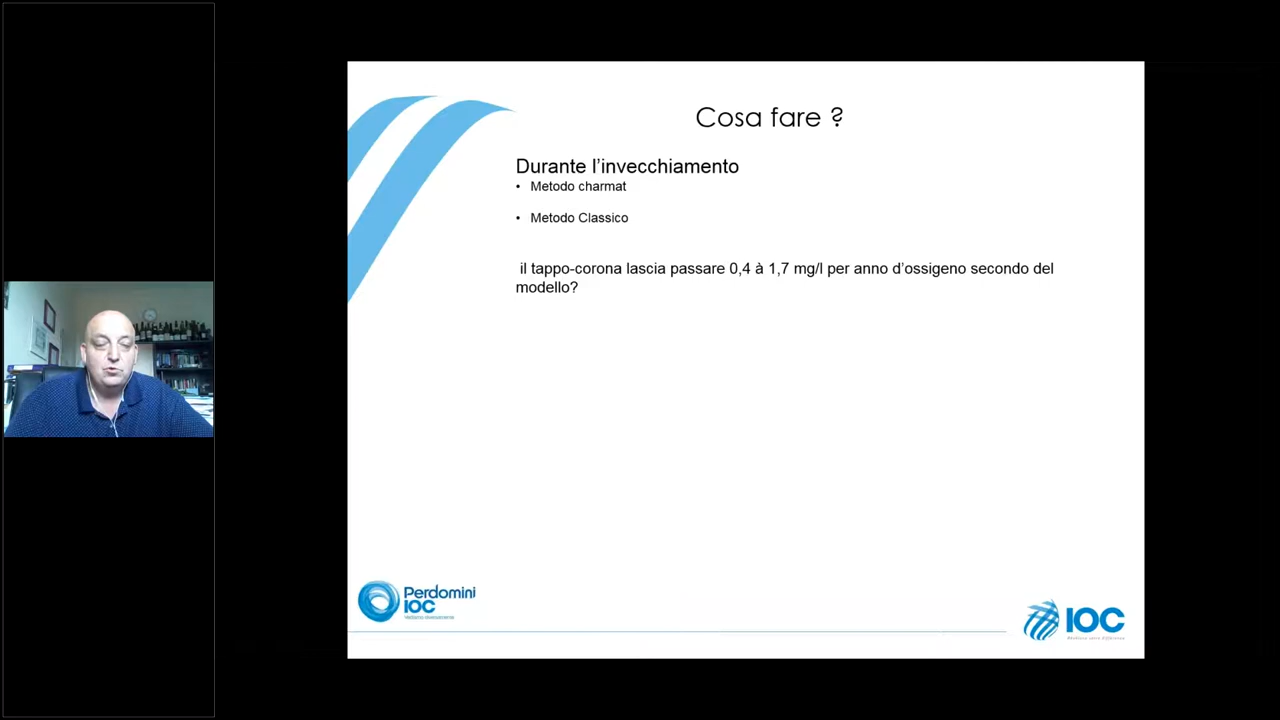 Cosa fare ?
Durante l’invecchiamento
• Metodo charmat
• Metodo Classico
il tappo-corona lascia passare 0,4 à 1,7 mg/l per anno d’ossigeno secondo del
modello?
Perdomini
IOC
IOC